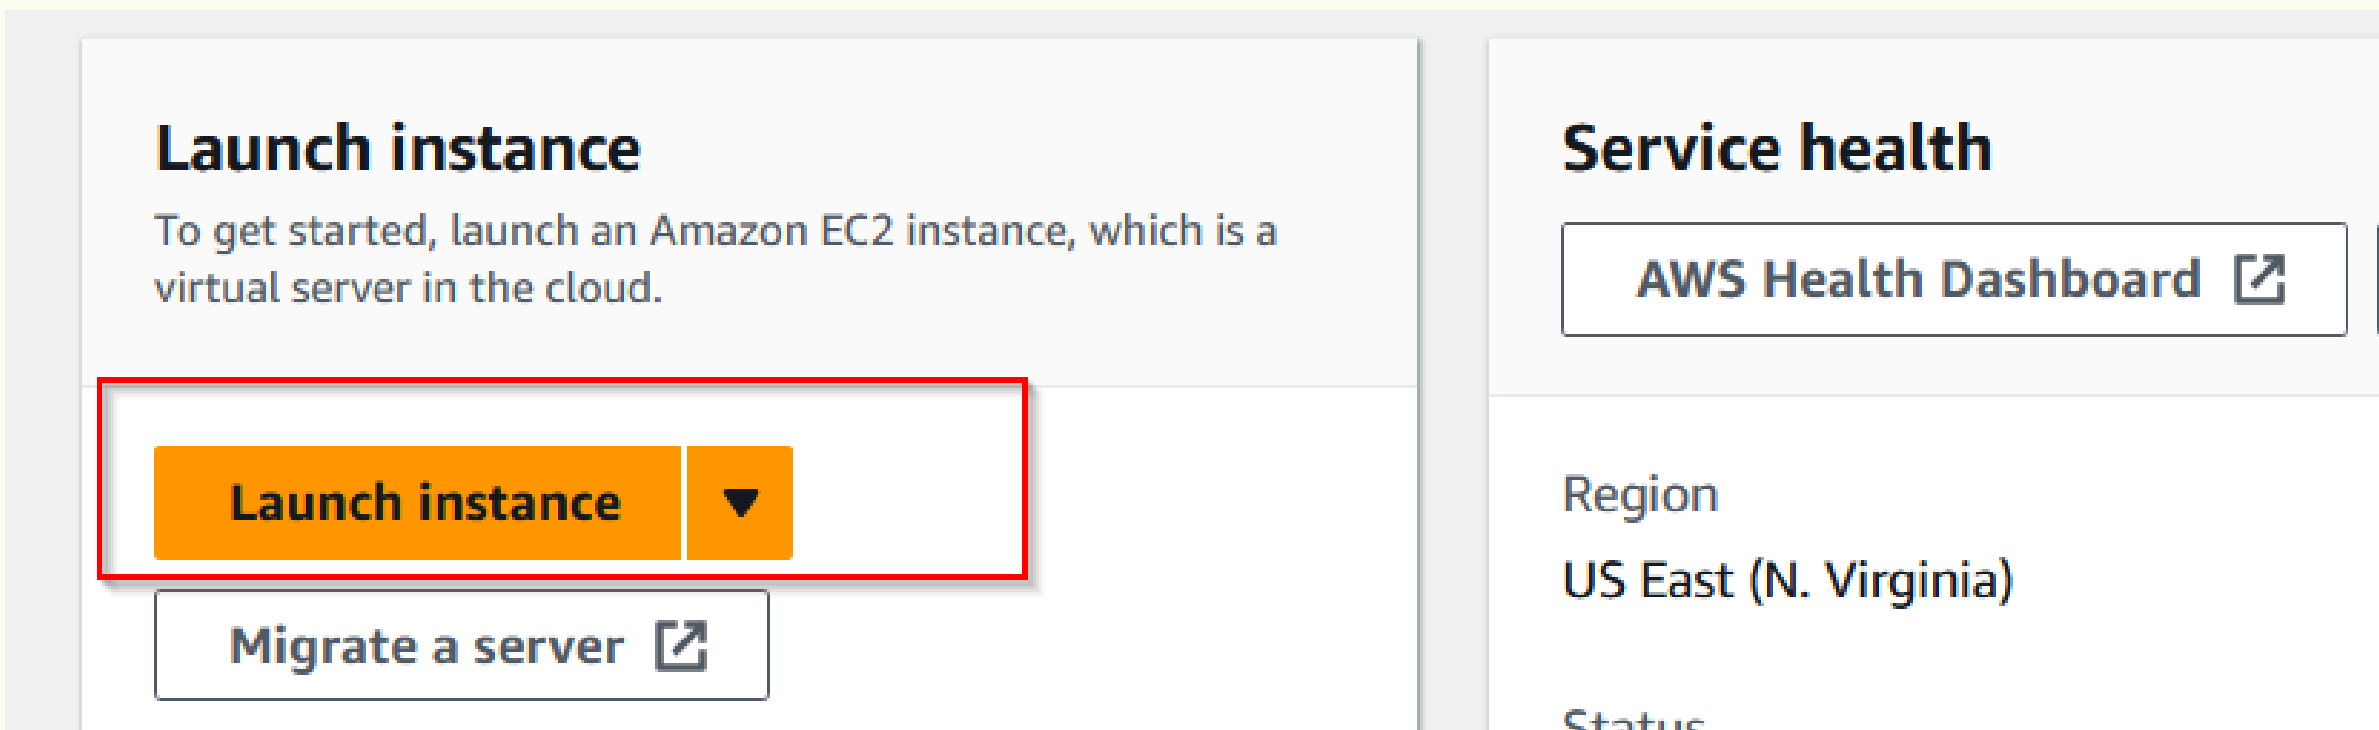 Launch instance
To get started, launch an Amazon EC2 instance, which is a
virtual server in the cloud.
Launch instance
Migrate a server
Service health
AWS Health Dashboard
Region
US East (N. Virginia)
Status